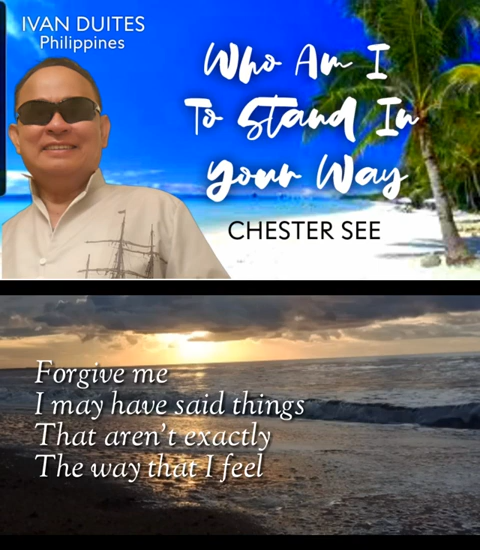 IVAN DUITES
Philippines
Who Am I
To Stand In
Your Way
CHESTER SEE
Forgive me
I may have said things
That aren't exactly
The way that I feel